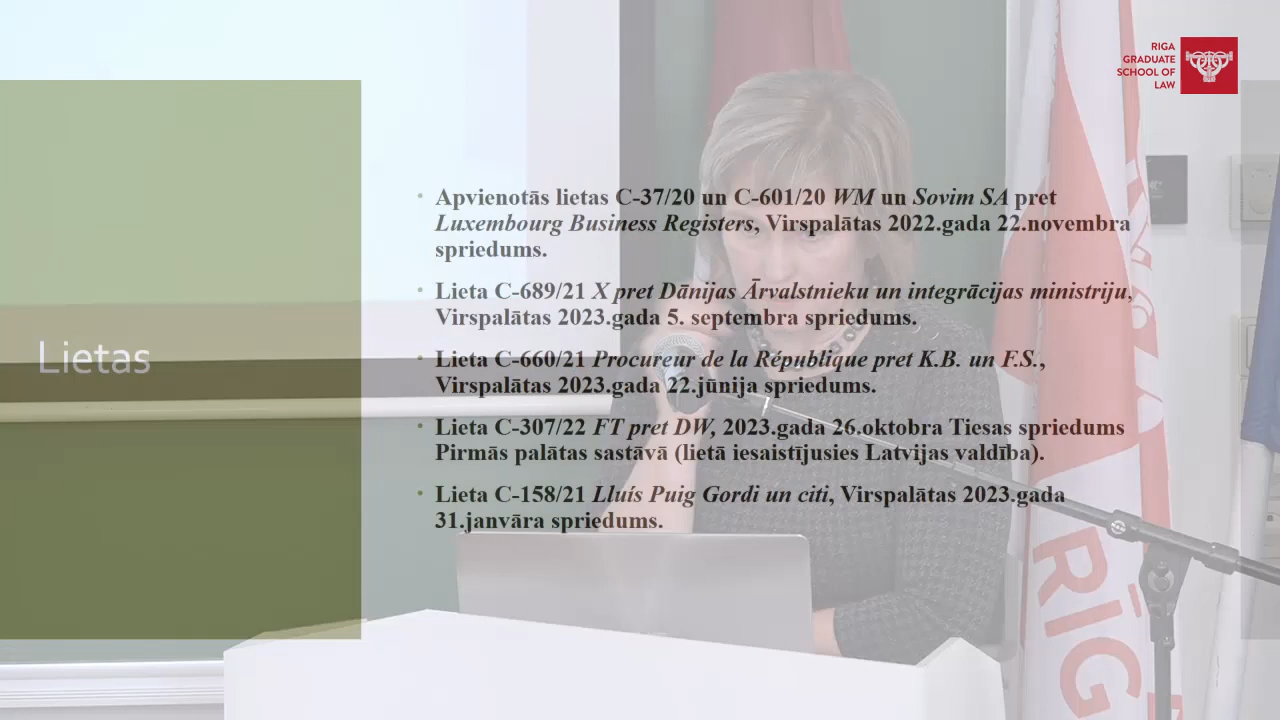 RIGA
GRADUATE
SCHOOL OF
LAW
Lietas
• Apvienotās lietas C-37/20 un C-601/20 WM un Sovim SA pret
Luxembourg Business Registers, Virspalātas 2022.gada 22.novembra
spriedums.
• Lieta C-689/21 X pret Dānijas Ārvalstnieku un integrācijas ministriju,
Virspalātas 2023.gada 5. septembra spriedums.
• Lieta C-660/21 Procureur de la République pret K.B. un F.S.,
Virspalātas 2023.gada 22.jūnija spriedums.
• Lieta C-307/22 FT pret DW, 2023.gada 26.oktobra Tiesas spriedums
Pirmās palātas sastāvā (lietā iesaistījusies Latvijas valdība).
• Lieta C-158/21 Lluís Puig Gordi un citi, Virspalātas 2023.gada
31.janvāra spriedums.
RĪG